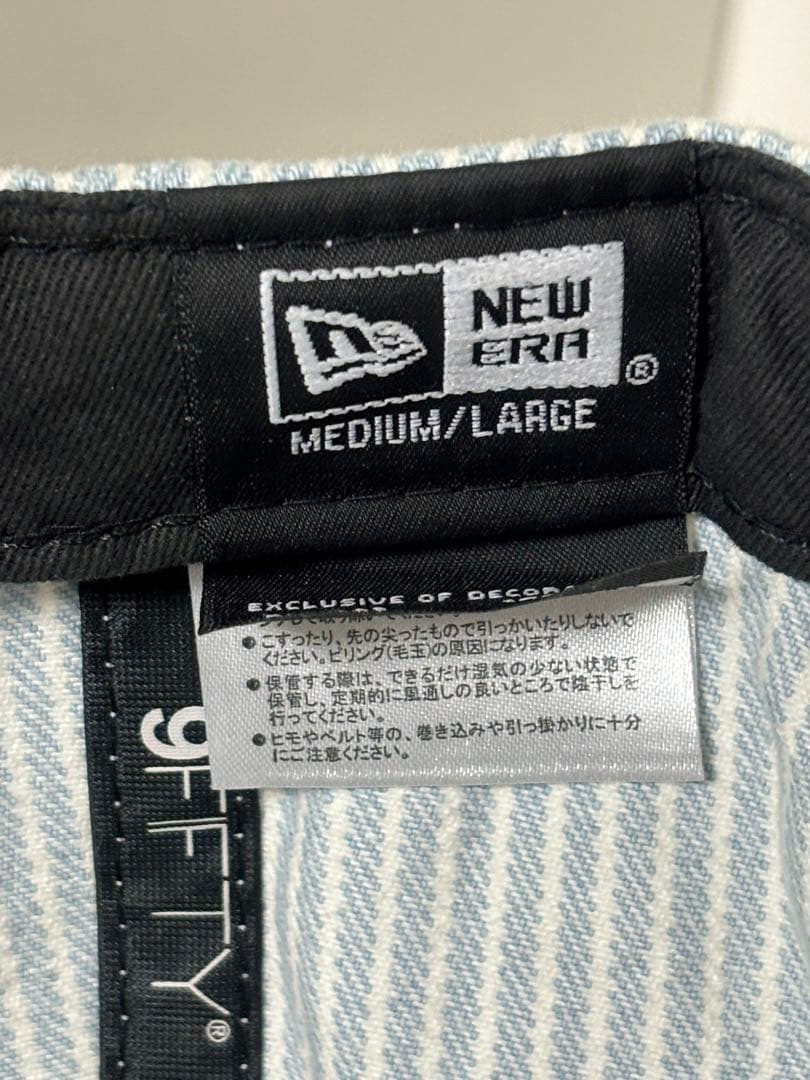 NEW
ERA
®
MEDIUM/LARGE
EXCLUSIVE OF
● こすったり、先の尖ったもので引っかいたりしないで
ください。ピリング(毛玉)の原因になります。
● 保管する際は、できるだけ湿気の少ない状態で
保管し、定期的に風通しの良いところで陰干しを
行ってください。
● ヒモやベルト等の、巻き込みや引っ掛かりに十分
にご注意ください。
9FIFTY®